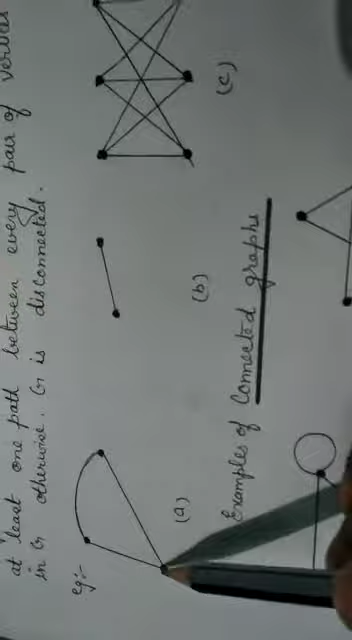 at least one path between every pair of vertices
in G otherwise. G is disconnected.
eg:-
(a)
(b)
(c)
Examples of Connected graphs